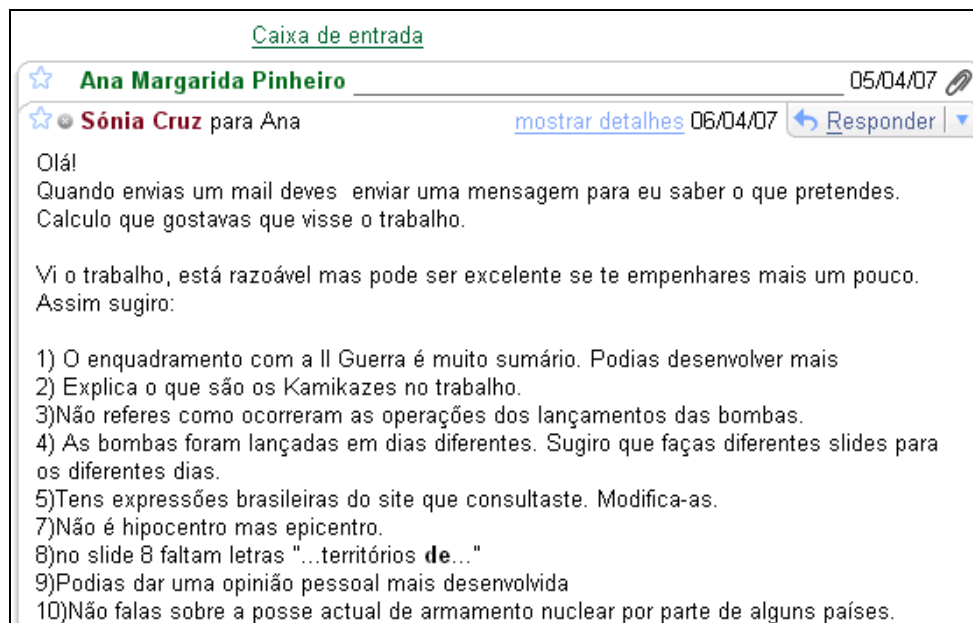 Caixa de entrada
Ana Margarida Pinheiro 05/04/07
Sónia Cruz para Ana mostrar detalhes 06/04/07 Responder
Olá!
Quando envias um mail deves enviar uma mensagem para eu saber o que pretendes.
Calculo que gostavas que visse o trabalho.
Vi o trabalho, está razoável mas pode ser excelente se te empenhares mais um pouco.
Assim sugiro:
1) O enquadramento com a II Guerra é muito sumário. Podias desenvolver mais
2) Explica o que são os Kamikazes no trabalho.
3)Não referes como ocorreram as operações dos lançamentos das bombas.
4) As bombas foram lançadas em dias diferentes. Sugiro que faças diferentes slides para
os diferentes dias.
5)Tens expressões brasileiras do site que consultaste. Modifica-as.
7)Não é hipocentro mas epicentro.
8)no slide 8 faltam letras "...territórios de..."
9)Podias dar uma opinião pessoal mais desenvolvida
10)Não falas sobre a posse actual de armamento nuclear por parte de alguns países.